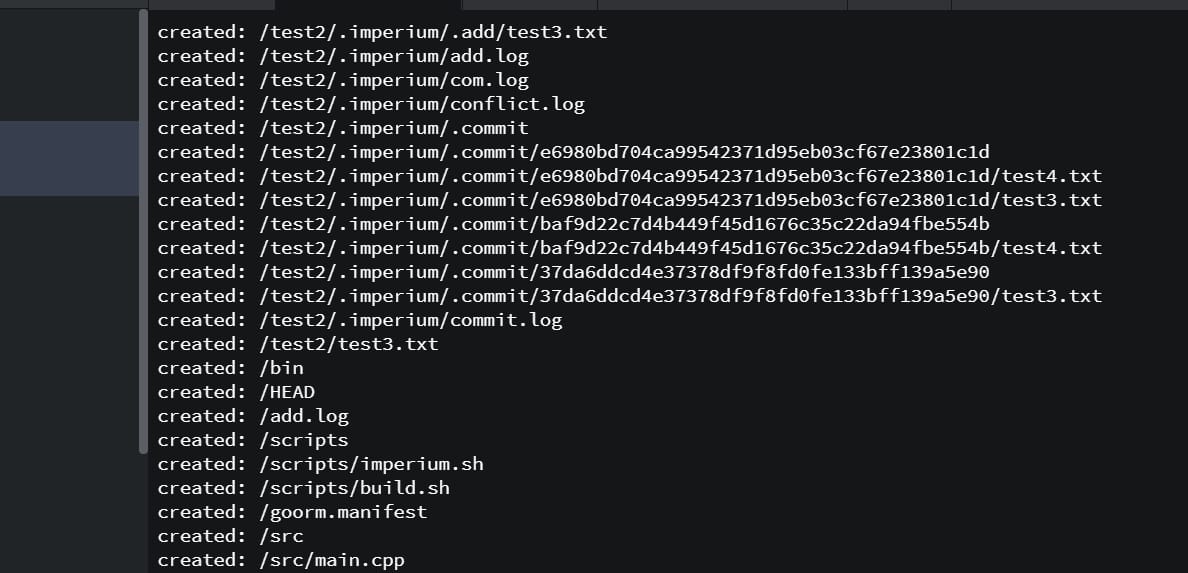 created: /test2/.imperium/.add/test3.txt
created: /test2/.imperium/add.log
created: /test2/.imperium/com.log
created: /test2/.imperium/conflict.log
created: /test2/.imperium/.commit
created: /test2/.imperium/.commit/e6980bd704ca99542371d95eb03cf67e23801c1d
created: /test2/.imperium/.commit/e6980bd704ca99542371d95eb03cf67e23801c1d/test4.txt
created: /test2/.imperium/.commit/e6980bd704ca99542371d95eb03cf67e23801c1d/test3.txt
created: /test2/.imperium/.commit/baf9d22c7d4b449f45d1676c35c22da94fbe554b
created: /test2/.imperium/.commit/baf9d22c7d4b449f45d1676c35c22da94fbe554b/test4.txt
created: /test2/.imperium/.commit/37da6ddcd4e37378df9f8fd0fe133bff139a5e90
created: /test2/.imperium/.commit/37da6ddcd4e37378df9f8fd0fe133bff139a5e90/test3.txt
created: /test2/.imperium/commit.log
created: /test2/test3.txt
created: /bin
created: /HEAD
created: /add.log
created: /scripts
created: /scripts/imperium.sh
created: /scripts/build.sh
created: /goorm.manifest
created: /src
created: /src/main.cpp